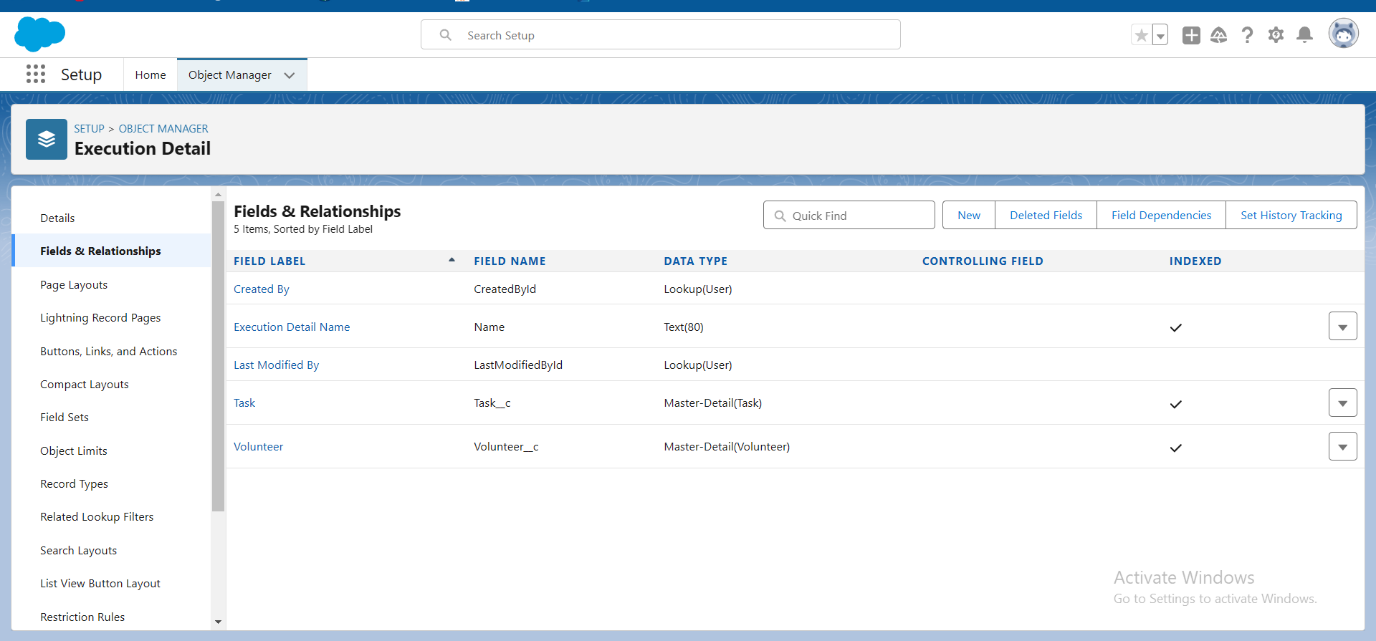 Search Setup
Setup
Home
Object Manager
SETUP > OBJECT MANAGER
Execution Detail
Details
Fields & Relationships
Page Layouts
Lightning Record Pages
Buttons, Links, and Actions
Compact Layouts
Field Sets
Object Limits
Record Types
Related Lookup Filters
Search Layouts
List View Button Layout
Restriction Rules
Fields & Relationships
5 Items, Sorted by Field Label
Quick Find
New
Deleted Fields
Field Dependencies
Set History Tracking
FIELD LABEL FIELD NAME DATA TYPE CONTROLLING FIELD INDEXED
Created By CreatedById Lookup(User)
Execution Detail Name Name Text(80)
Last Modified By LastModifiedById Lookup(User)
Task Task__c Master-Detail(Task)
Volunteer Volunteer__c Master-Detail(Volunteer)
Activate Windows
Go to Settings to activate Windows.